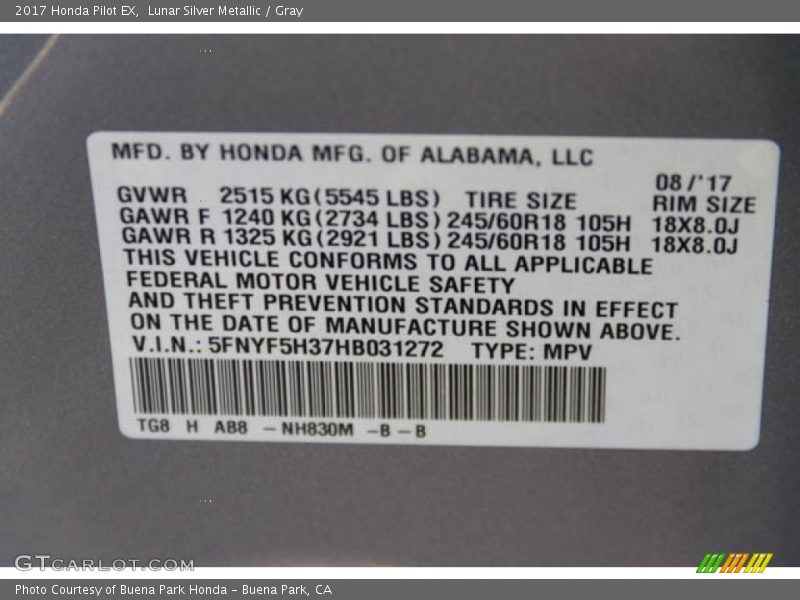 2017 Honda Pilot EX, Lunar Silver Metallic / Gray
MFD. BY HONDA MFG. OF ALABAMA, LLC
08/'17
GVWR 2515 KG(5545 LBS) TIRE SIZE RIM SIZE
GAWR F 1240 KG(2734 LBS)245/60R18 105H 18X8.0J
GAWR R 1325 KG(2921 LBS)245/60R18 105H 18X8.0J
THIS VEHICLE CONFORMS TO ALL APPLICABLE
FEDERAL MOTOR VEHICLE SAFETY
AND THEFT PREVENTION STANDARDS IN EFFECT
ON THE DATE OF MANUFACTURE SHOWN ABOVE.
V.I.N.: 5FNYF5H37HB031272 TYPE: MPV
TG8 H AB8 - NH830M - B - B
GTCARLOT.COM
Photo Courtesy of Buena Park Honda - Buena Park, CA